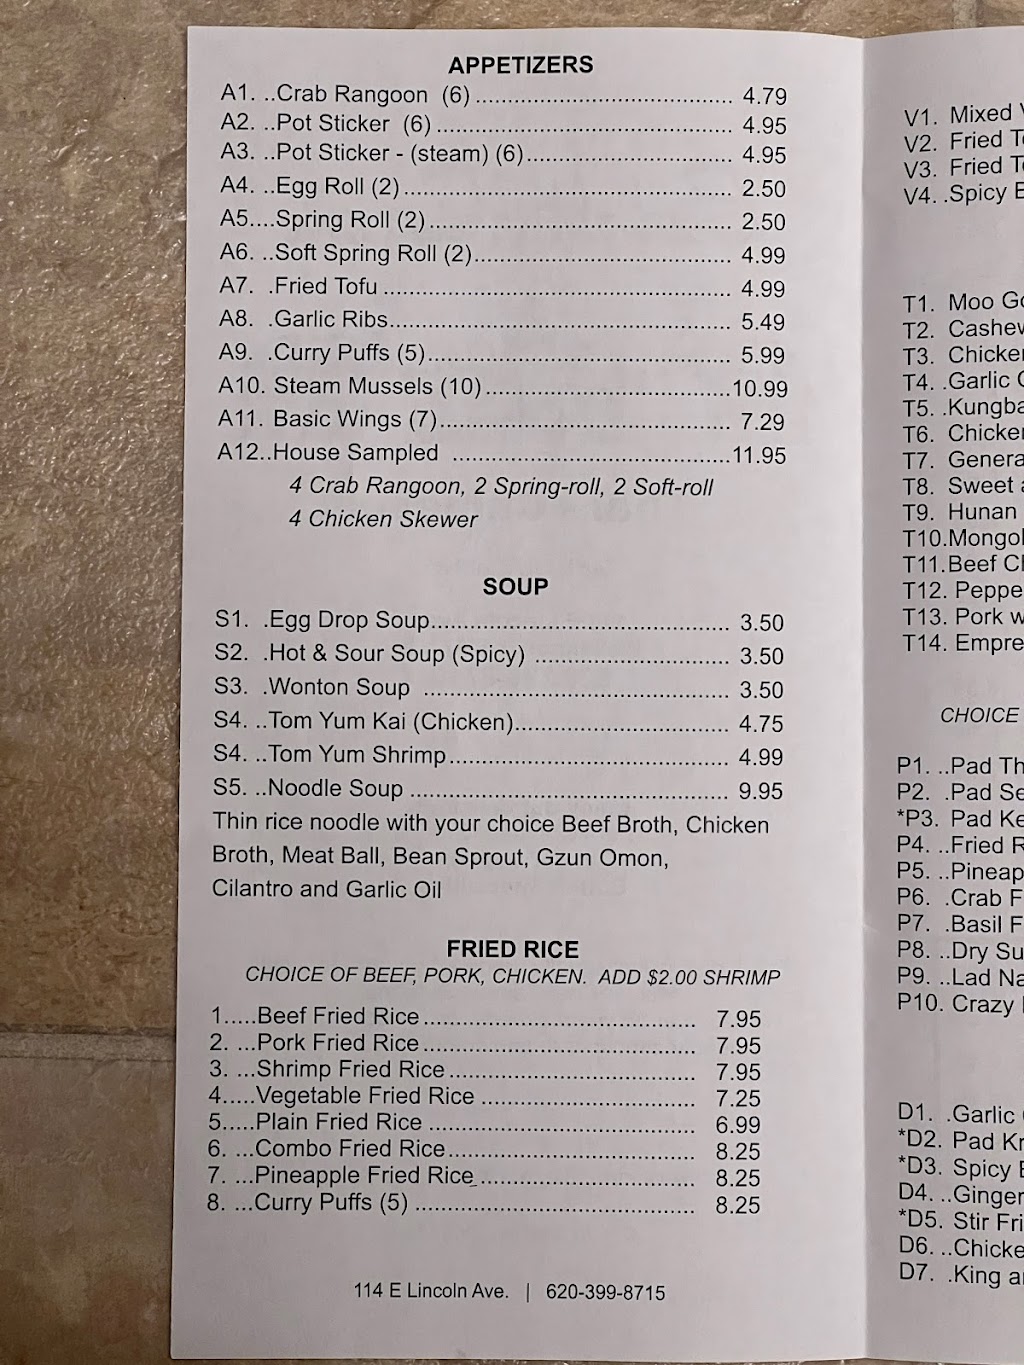 APPETIZERS
A1. ..Crab Rangoon (6) ........ 4.79
A2. ..Pot Sticker (6) ........ 4.95
A3. ..Pot Sticker - (steam) (6) ........ 4.95
A4. ..Egg Roll (2) ........ 2.50
A5....Spring Roll (2) ........ 2.50
A6. ..Soft Spring Roll (2) ........ 4.99
A7. .Fried Tofu ........ 4.99
A8. .Garlic Ribs ........ 5.49
A9. .Curry Puffs (5) ........ 5.99
A10. Steam Mussels (10) ........ 10.99
A11. Basic Wings (7) ........ 7.29
A12..House Sampled ........ 11.95
4 Crab Rangoon, 2 Spring-roll, 2 Soft-roll
4 Chicken Skewer
SOUP
S1. .Egg Drop Soup ........ 3.50
S2. .Hot & Sour Soup (Spicy) ........ 3.50
S3. .Wonton Soup ........ 3.50
S4. ..Tom Yum Kai (Chicken) ........ 4.75
S4. ..Tom Yum Shrimp ........ 4.99
S5. ..Noodle Soup ........ 9.95
Thin rice noodle with your choice Beef Broth, Chicken
Broth, Meat Ball, Bean Sprout, Gzun Omon,
Cilantro and Garlic Oil
FRIED RICE
CHOICE OF BEEF, PORK, CHICKEN. ADD $2.00 SHRIMP
1.....Beef Fried Rice ........ 7.95
2. ...Pork Fried Rice ........ 7.95
3. ...Shrimp Fried Rice ........ 7.95
4.....Vegetable Fried Rice ........ 7.25
5.....Plain Fried Rice ........ 6.99
6. ...Combo Fried Rice ........ 8.25
7. ...Pineapple Fried Rice ........ 8.25
8. ...Curry Puffs (5) ........ 8.25
114 E Lincoln Ave. | 620-399-8715
V1. Mixed
V2. Fried
V3. Fried
V4. .Spicy
T1. Moo
T2. Cashew
T3. Chicken
T4. .Garlic
T5. .Kungba
T6. Chicken
T7. Genera
T8. Sweet
T9. Hunan
T10.Mongol
T11.Beef
T12. Peppe
T13. Pork
T14. Empre
CHOICE
P1. ..Pad
P2. .Pad
*P3. Pad
P4. ..Fried
P5. ..Pineap
P6. .Crab
P7. .Basil
P8. ..Dry
P9. ..Lad
P10. Crazy
D1. .Garlic
*D2. Pad
*D3. Spicy
D4. ..Ginger
*D5. Stir
D6. ..Chicke
D7. .King